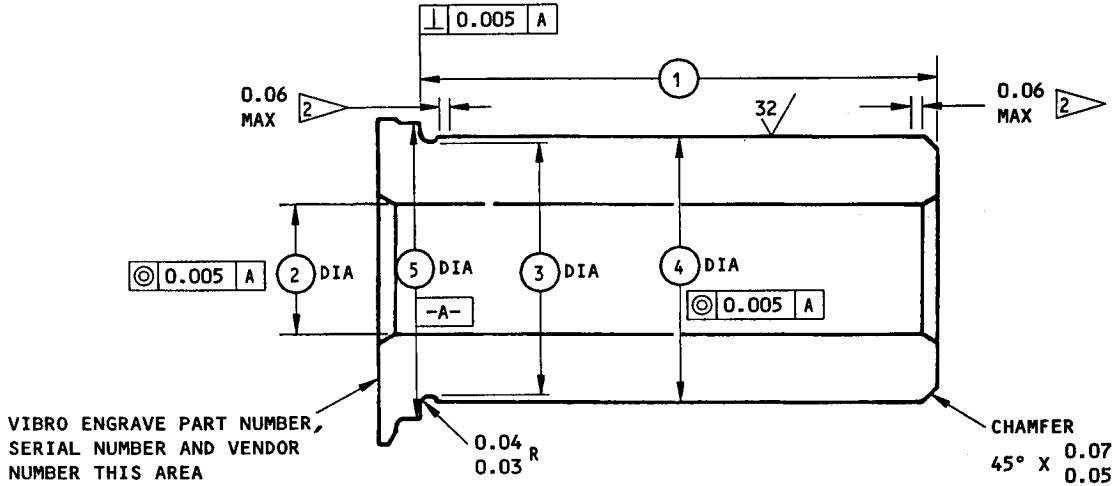 ⊥ 0.005 A
1
0.06
MAX
2
32
0.06
MAX
2
◎ 0.005 A
2 DIA
5 DIA
3 DIA
4 DIA
-A-
◎ 0.005 A
VIBRO ENGRAVE PART NUMBER,
SERIAL NUMBER AND VENDOR
NUMBER THIS AREA
0.04
0.03 R
CHAMFER
45° X 0.07
0.05